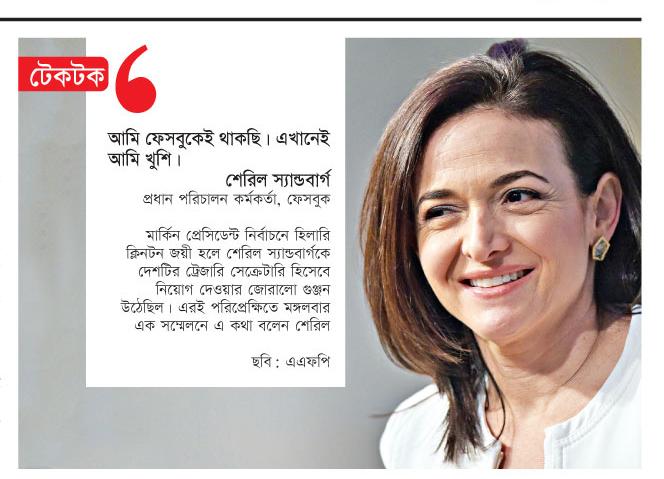 টেকটক
আমি ফেসবুকেই থাকছি। এখানেই
আমি খুশি।
শেরিল স্যান্ডবার্গ
প্রধান পরিচালন কর্মকর্তা, ফেসবুক
মার্কিন প্রেসিডেন্ট নির্বাচনে হিলারি
ক্লিনটন জয়ী হলে শেরিল স্যান্ডবার্গকে
দেশটির ট্রেজারি সেক্রেটারি হিসেবে
নিয়োগ দেওয়ার জোরালো গুঞ্জন
উঠেছিল। এরই পরিপ্রেক্ষিতে মঙ্গলবার
এক সম্মেলনে এ কথা বলেন শেরিল
ছবি : এএফপি